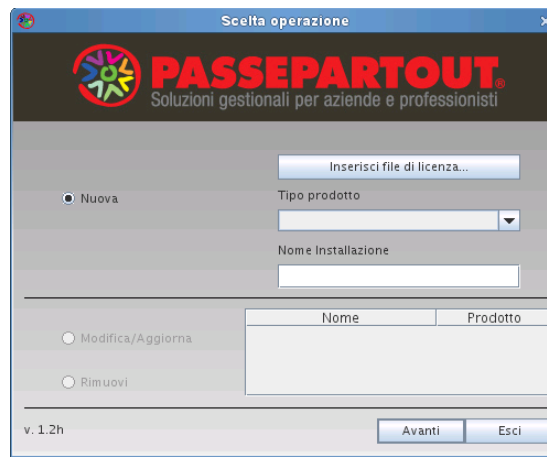 Scelta operazione
PASSEPARTOUT®
Soluzioni gestionali per aziende e professionisti
Inserisci file di licenza...
Nuova
Tipo prodotto
Nome Installazione
Nome Prodotto
Modifica/Aggiorna
Rimuovi
v. 1.2h
Avanti Esci